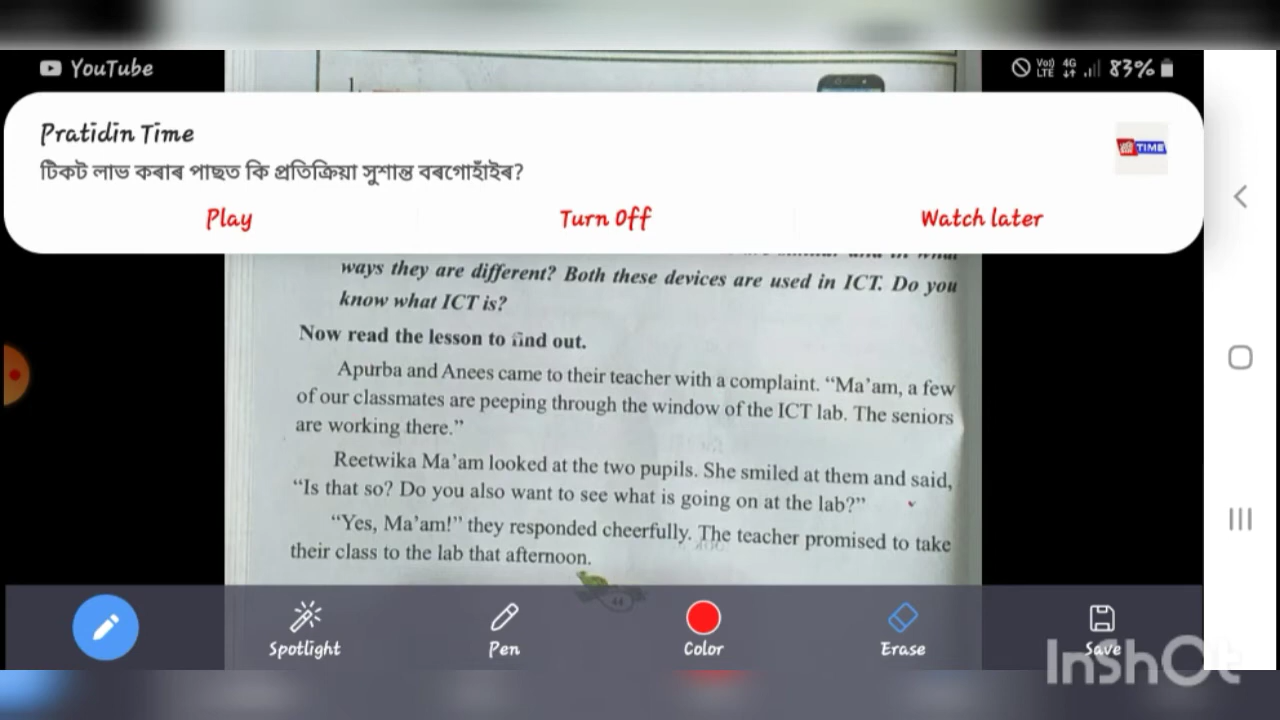 YouTube
Vo)) LTE 4G 83%
Pratidin Time
TIME
টিকট লাভ কৰাৰ পাছত কি প্ৰতিক্ৰিয়া সুশান্ত বৰগোহাঁইৰ?
Play Turn Off Watch later
ways they are different? Both these devices are used in ICT. Do you
know what ICT is?
Now read the lesson to find out.
Apurba and Anees came to their teacher with a complaint. “Ma’am, a few
of our classmates are peeping through the window of the ICT lab. The seniors
are working there.”
Reetwika Ma’am looked at the two pupils. She smiled at them and said,
“Is that so? Do you also want to see what is going on at the lab?”
“Yes, Ma’am!” they responded cheerfully. The teacher promised to take
their class to the lab that afternoon.
44
Spotlight Pen Color Erase Save
InShOt